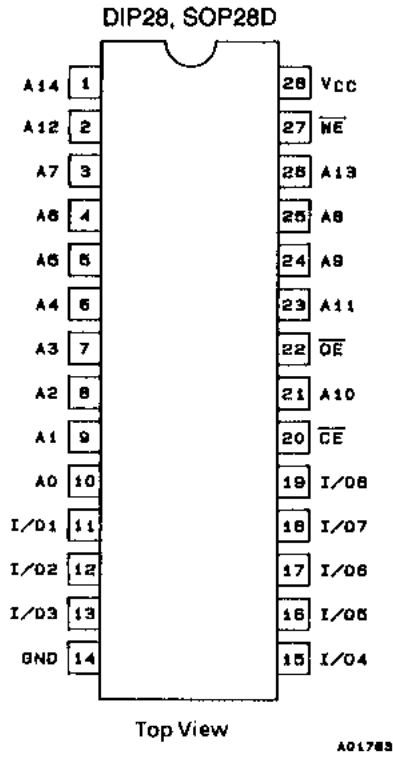 DIP28, SOP28D
A14 1 28 VCC
A12 2 27 WE
A7 3 26 A13
A6 4 25 A8
A5 5 24 A9
A4 6 23 A11
A3 7 22 OE
A2 8 21 A10
A1 9 20 CE
A0 10 19 I/O8
I/O1 11 18 I/O7
I/O2 12 17 I/O6
I/O3 13 16 I/O5
GND 14 15 I/O4
Top View
A01763